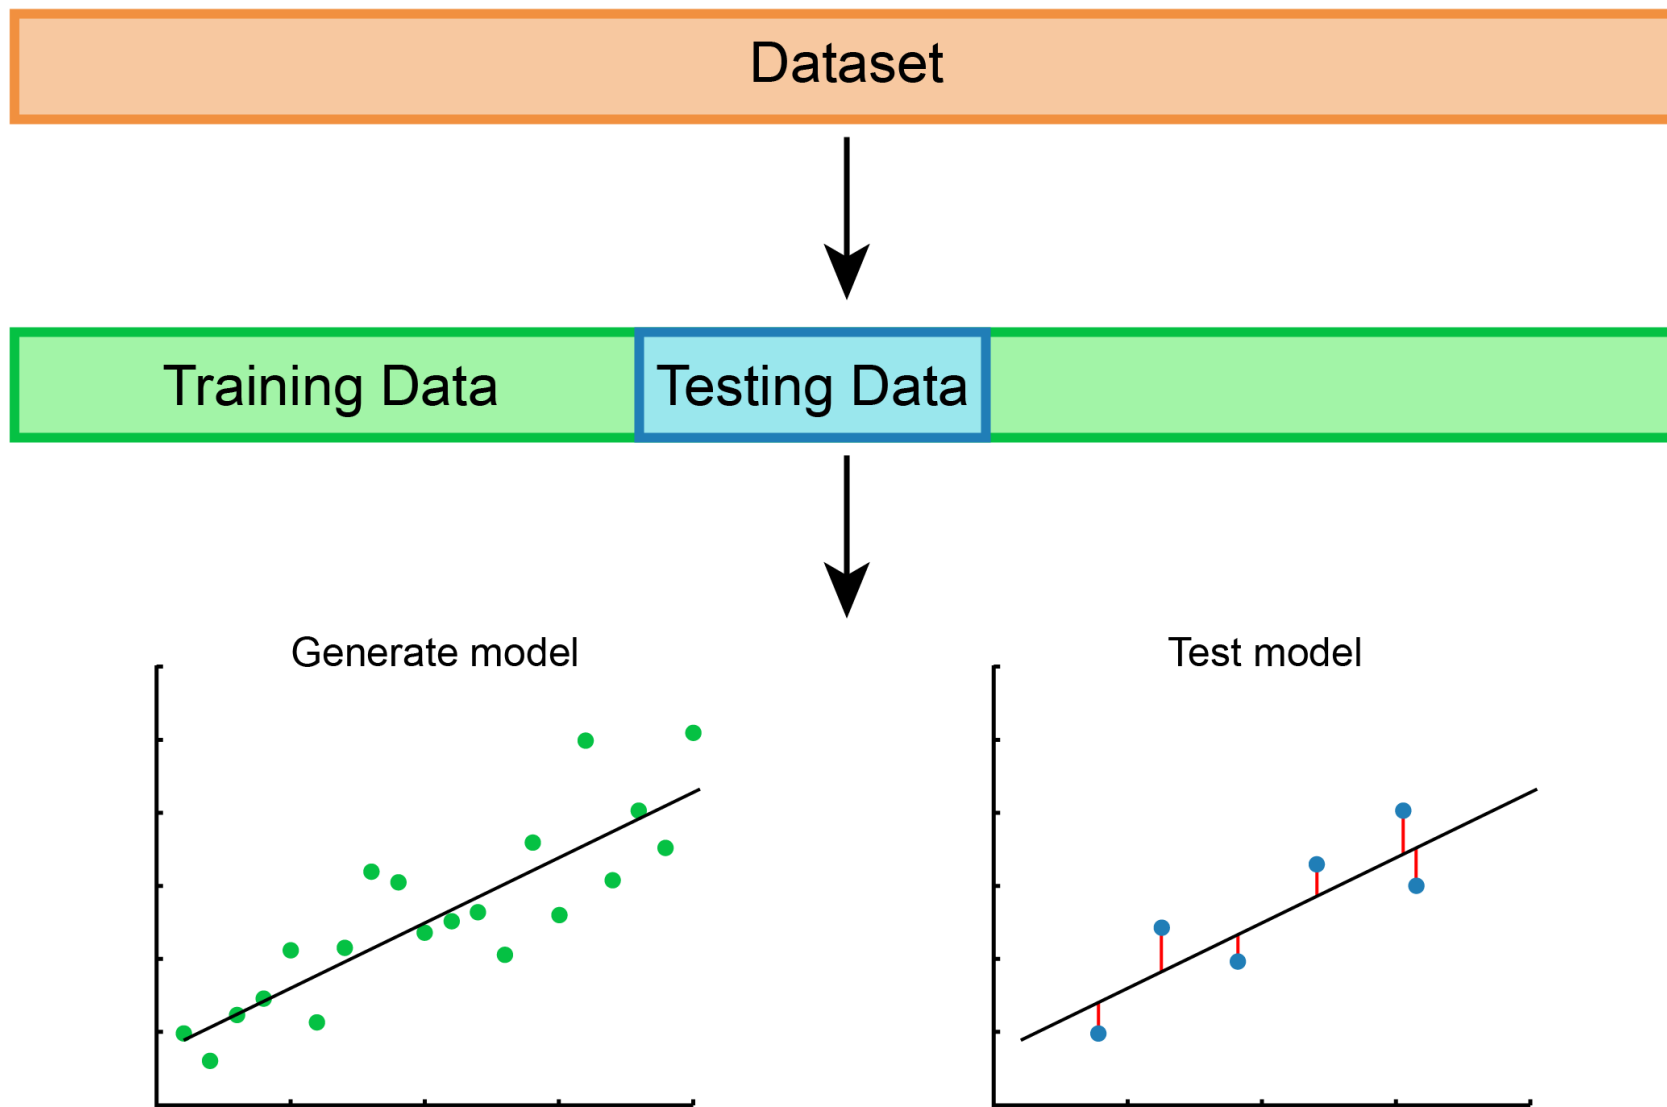 Dataset
Training Data
Testing Data
Generate model
Test model